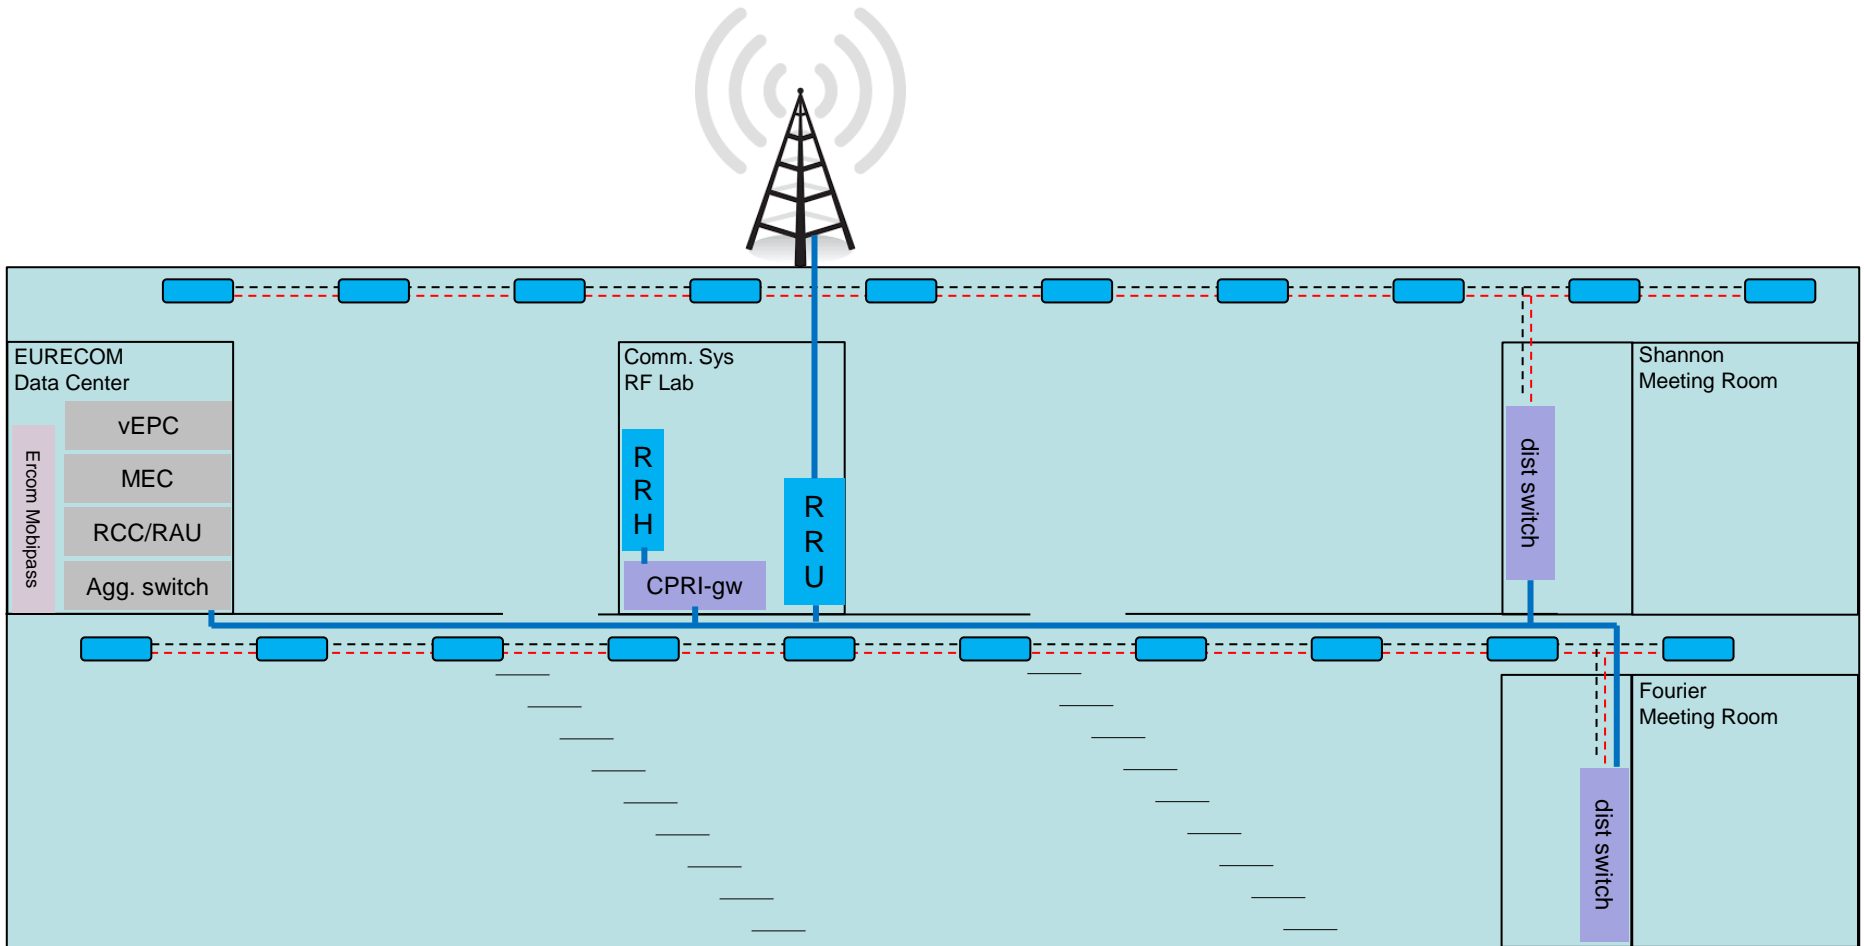 EURECOM
Data Center
vEPC
MEC
RCC/RAU
Agg. switch
Ercom Mobipass
Comm. Sys
RF Lab
R
R
H
CPRI-gw
R
R
U
dist switch
Shannon
Meeting Room
Fourier
Meeting Room
dist switch